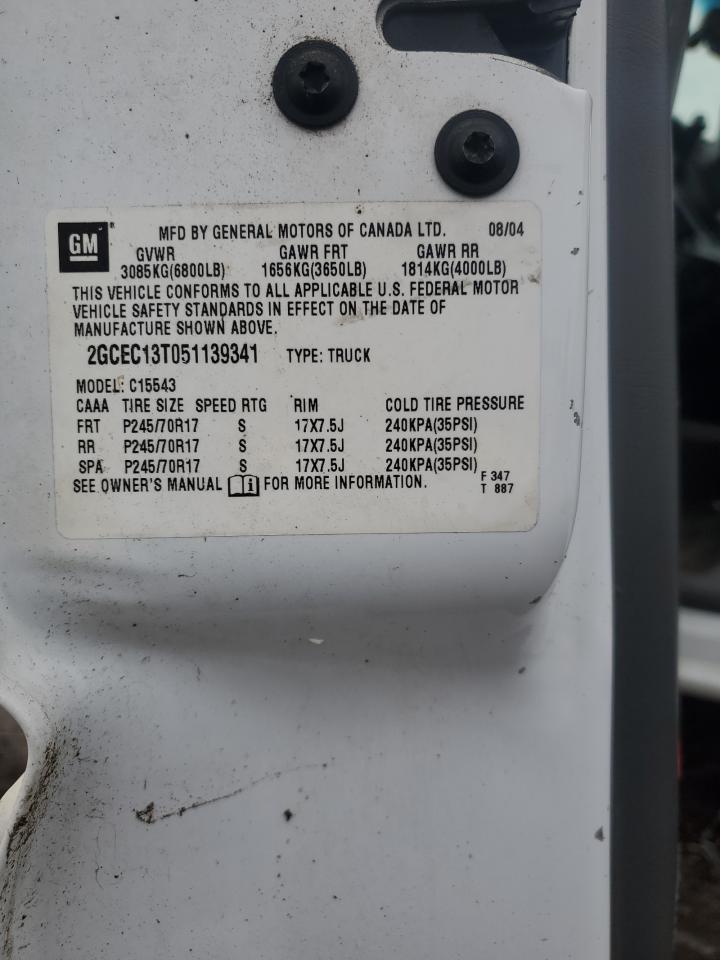 GM ® MFD BY GENERAL MOTORS OF CANADA LTD. 08/04
GVWR GAWR FRT GAWR RR
3085KG(6800LB) 1656KG(3650LB) 1814KG(4000LB)
THIS VEHICLE CONFORMS TO ALL APPLICABLE U.S. FEDERAL MOTOR
VEHICLE SAFETY STANDARDS IN EFFECT ON THE DATE OF
MANUFACTURE SHOWN ABOVE.
2GCEC13T051139341 TYPE: TRUCK
MODEL: C15543
CAAA TIRE SIZE SPEED RTG RIM COLD TIRE PRESSURE
FRT P245/70R17 S 17X7.5J 240KPA(35PSI)
RR P245/70R17 S 17X7.5J 240KPA(35PSI)
SPA P245/70R17 S 17X7.5J 240KPA(35PSI)
SEE OWNER'S MANUAL FOR MORE INFORMATION.
F 347
T 887